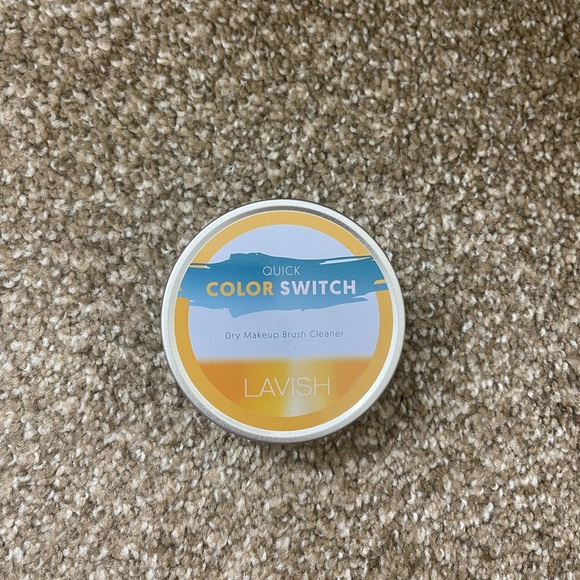 QUICK
COLOR SWITCH
Dry Makeup Brush Cleaner
LAVISH